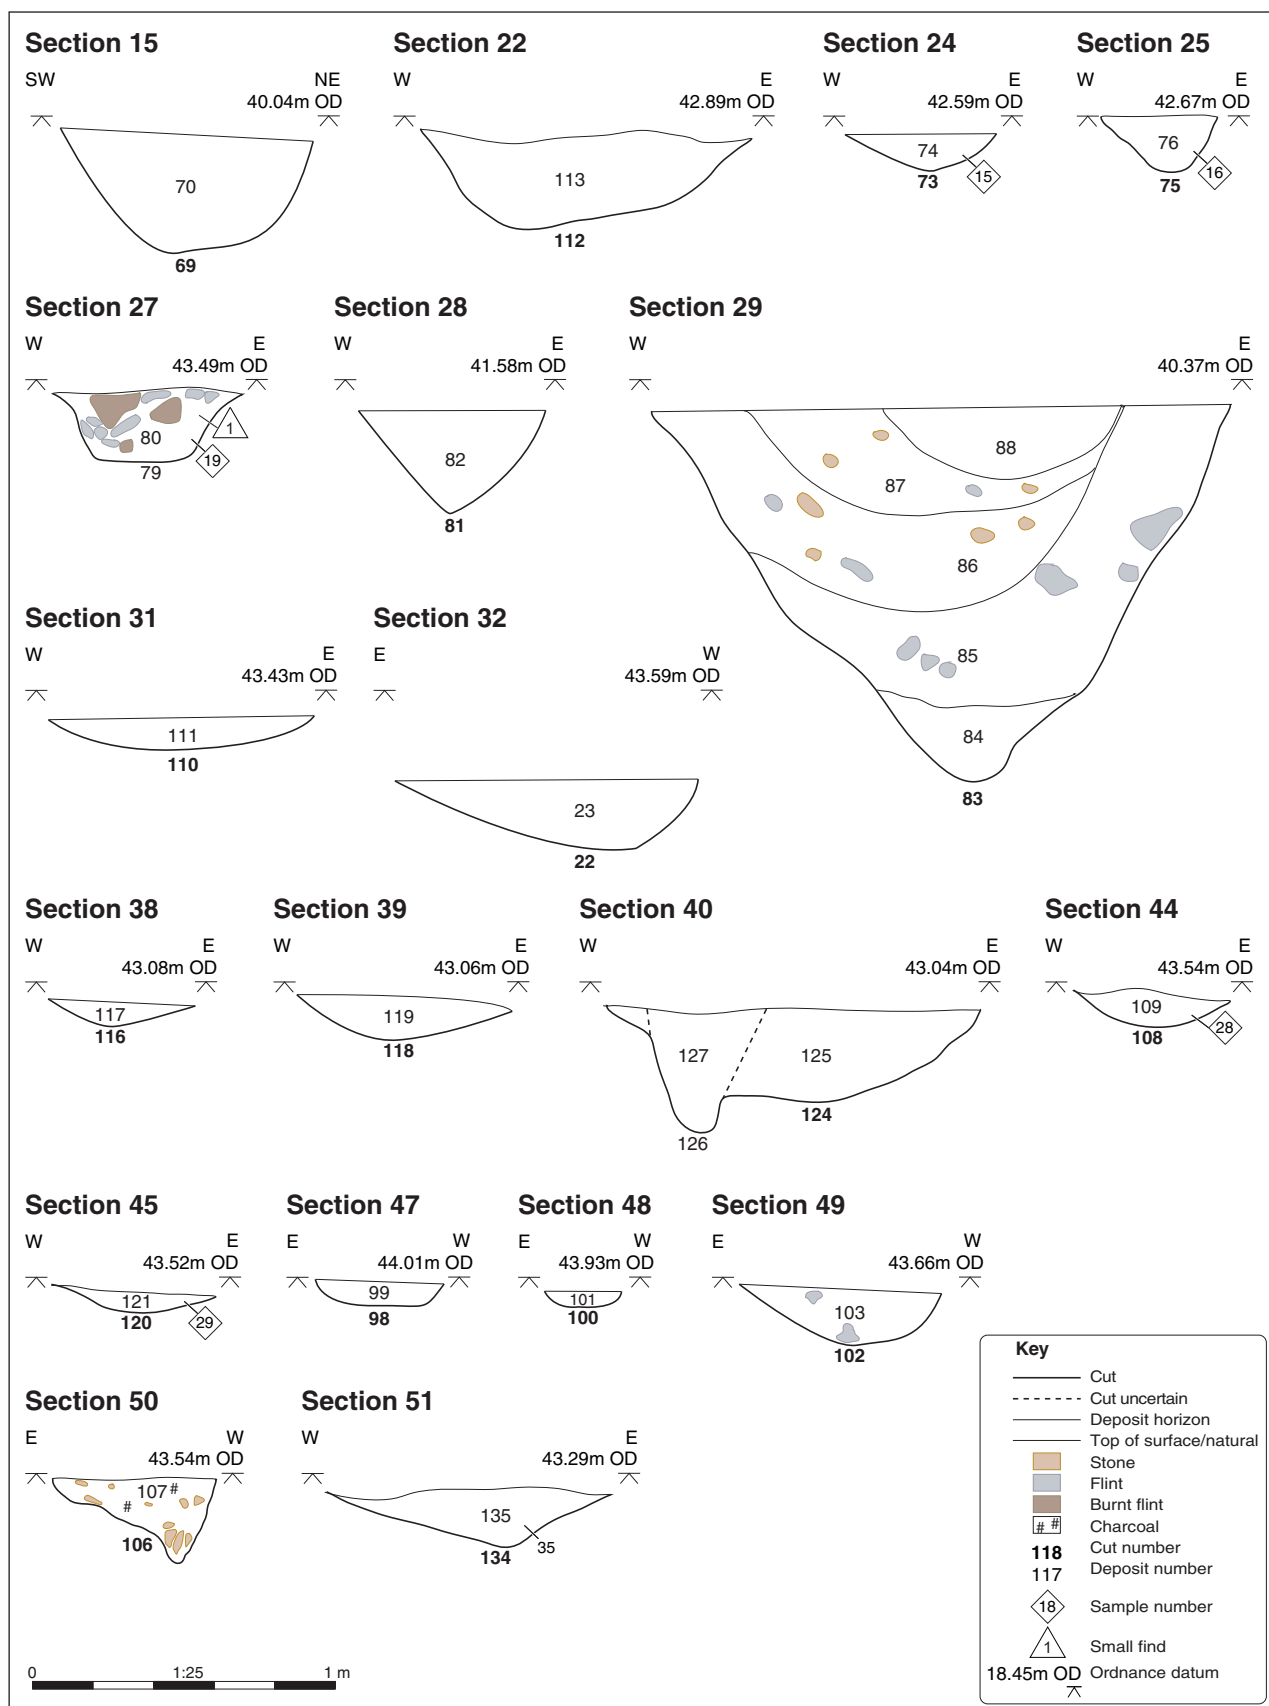 Section 15
SW NE
40.04m OD
70
69
Section 22
W E
42.89m OD
113
112
Section 24
W E
42.59m OD
74
15
73
Section 25
W E
42.67m OD
76
16
75
Section 27
W E
43.49m OD
80
1
19
79
Section 28
W E
41.58m OD
82
81
Section 29
W E
40.37m OD
88
87
86
85
84
83
Section 31
W E
43.43m OD
111
110
Section 32
E W
43.59m OD
23
22
Section 38
W E
43.08m OD
117
116
Section 39
W E
43.06m OD
119
118
Section 40
W E
43.04m OD
127 125
124
126
Section 44
W E
43.54m OD
109
28
108
Section 45
W E
43.52m OD
121
29
120
Section 47
E W
44.01m OD
99
98
Section 48
E W
43.93m OD
101
100
Section 49
E W
43.66m OD
103
102
Section 50
E W
43.54m OD
107 #
#
106
Section 51
W E
43.29m OD
135
35
134
Key
Cut
Cut uncertain
Deposit horizon
Top of surface/natural
Stone
Flint
Burnt flint
# # Charcoal
118 Cut number
117 Deposit number
18 Sample number
1 Small find
18.45m OD Ordnance datum
0 1:25 1 m